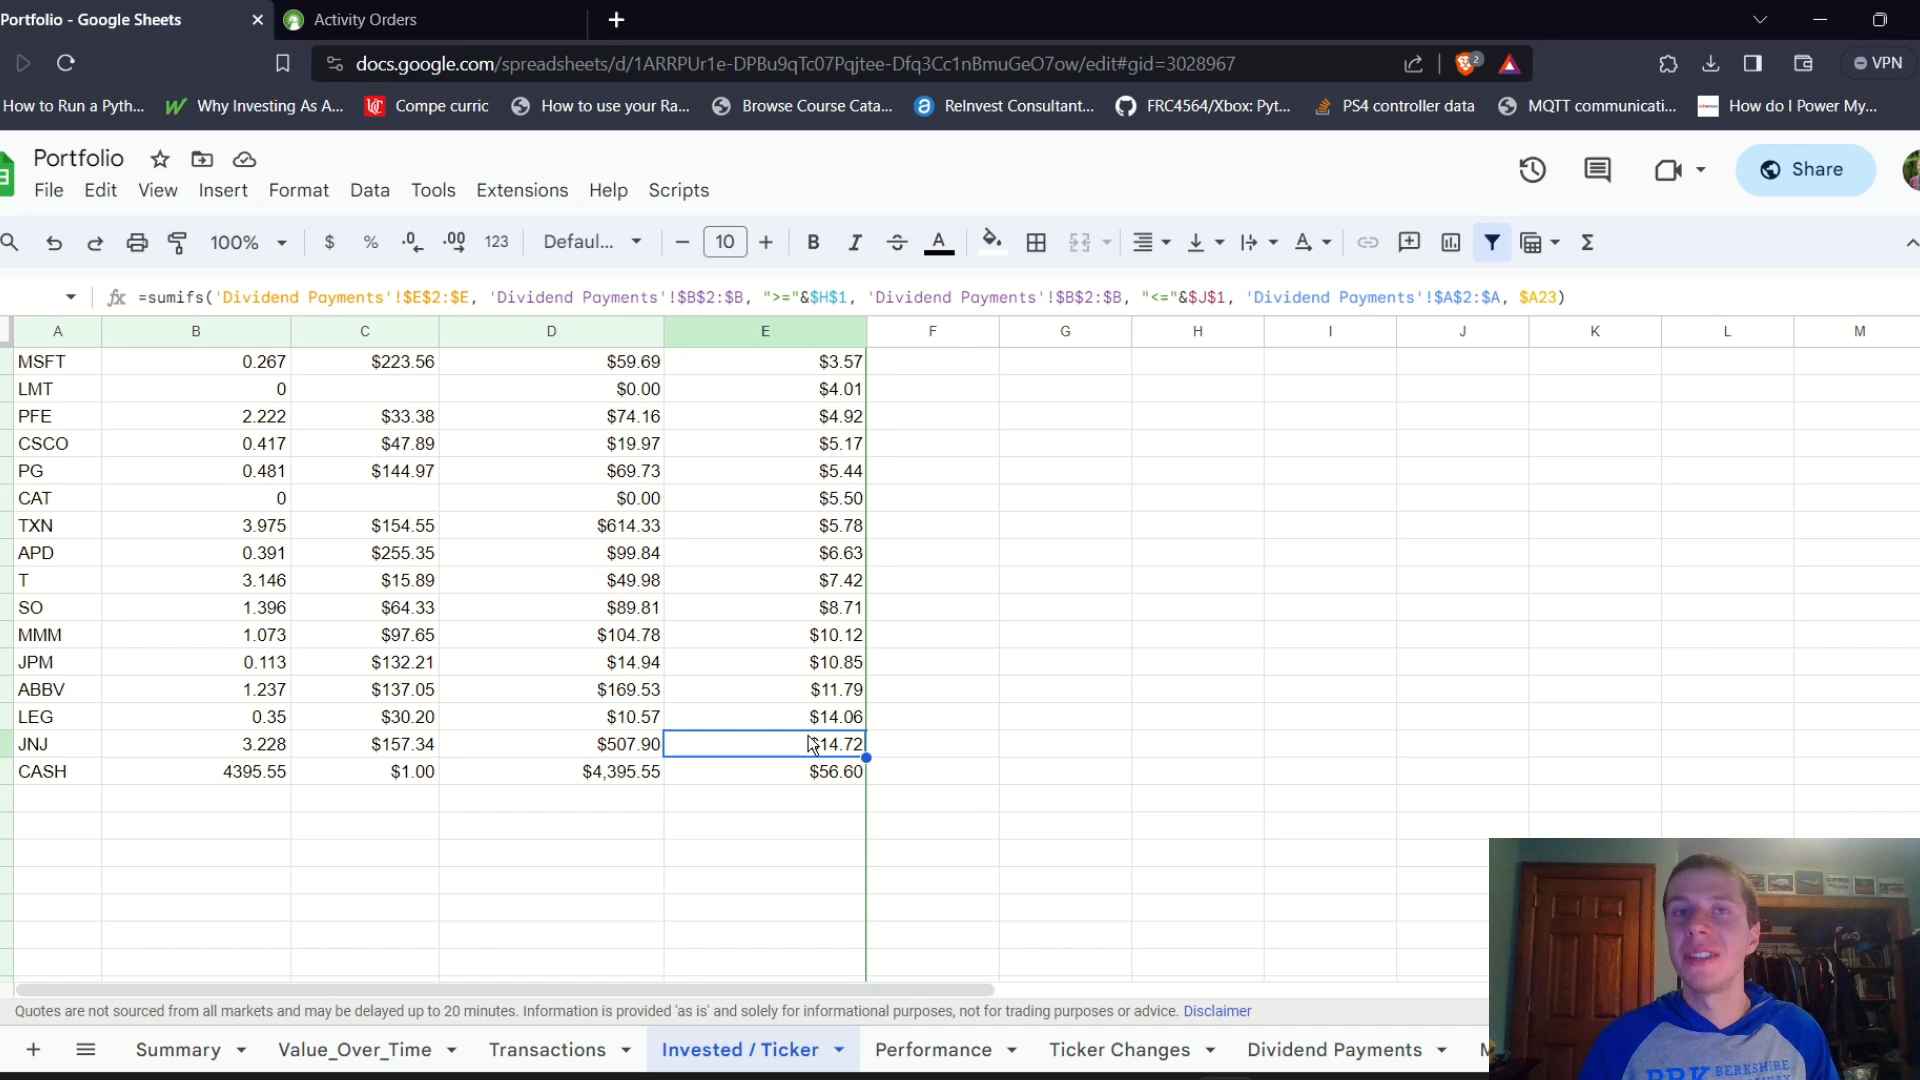 Portfolio - Google Sheets
Activity Orders
docs.google.com/spreadsheets/d/1ARRPUr1e-DPBu9qTc07Pqjtee-Dfq3Cc1nBmuGeO7ow/edit#gid=3028967
2
VPN
How to Run a Pyth...
Why Investing As A...
Compe curric
How to use your Ra...
Browse Course Cata...
ReInvest Consultant...
FRC4564/Xbox: Pyt...
PS4 controller data
MQTT communicati...
How do I Power My...
Portfolio
Share
File Edit View Insert Format Data Tools Extensions Help Scripts
100% $ % .0 .00 123 Defaul... 10 B I A Σ
fx =sumifs('Dividend Payments'!$E$2:$E, 'Dividend Payments'!$B$2:$B, ">="&$H$1, 'Dividend Payments'!$B$2:$B, "<="&$J$1, 'Dividend Payments'!$A$2:$A, $A23)
A B C D E F G H I J K L M
MSFT 0.267 $223.56 $59.69 $3.57
LMT 0 $0.00 $4.01
PFE 2.222 $33.38 $74.16 $4.92
CSCO 0.417 $47.89 $19.97 $5.17
PG 0.481 $144.97 $69.73 $5.44
CAT 0 $0.00 $5.50
TXN 3.975 $154.55 $614.33 $5.78
APD 0.391 $255.35 $99.84 $6.63
T 3.146 $15.89 $49.98 $7.42
SO 1.396 $64.33 $89.81 $8.71
MMM 1.073 $97.65 $104.78 $10.12
JPM 0.113 $132.21 $14.94 $10.85
ABBV 1.237 $137.05 $169.53 $11.79
LEG 0.35 $30.20 $10.57 $14.06
JNJ 3.228 $157.34 $507.90 $14.72
CASH 4395.55 $1.00 $4,395.55 $56.60
Quotes are not sourced from all markets and may be delayed up to 20 minutes. Information is provided 'as is' and solely for informational purposes, not for trading purposes or advice. Disclaimer
Summary
Value_Over_Time
Transactions
Invested / Ticker
Performance
Ticker Changes
Dividend Payments
BERKSHIRE